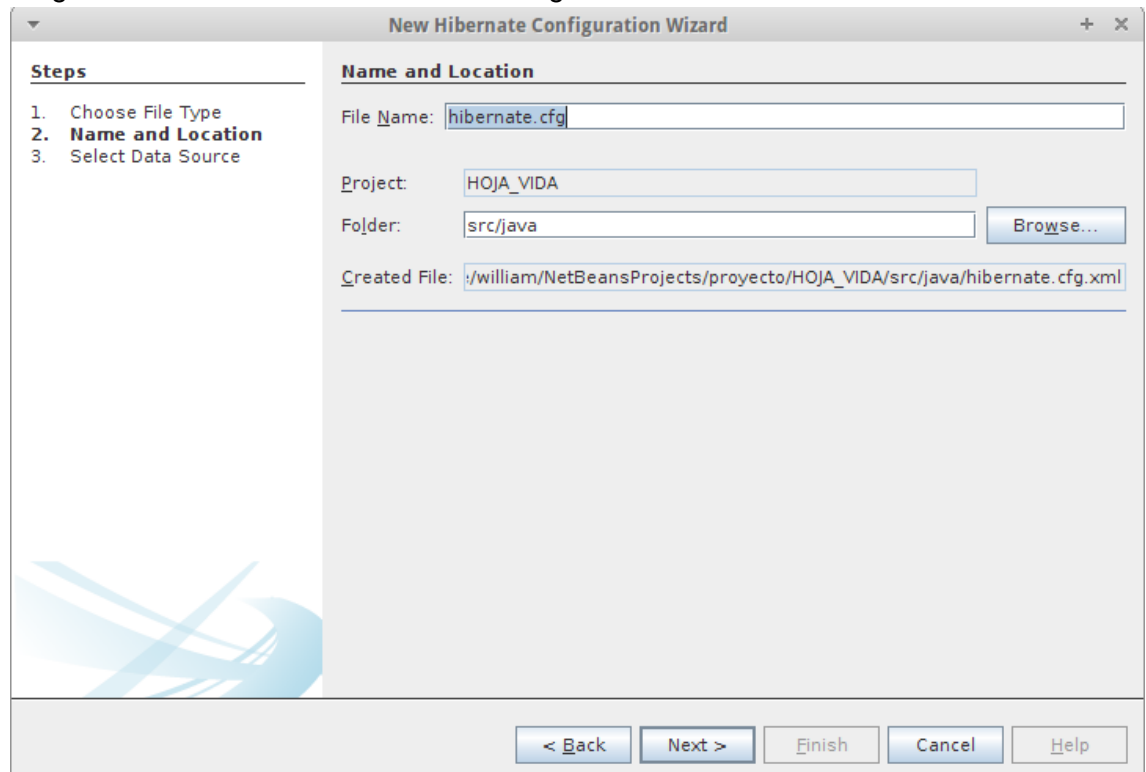 New Hibernate Configuration Wizard
Steps
1. Choose File Type
2. Name and Location
3. Select Data Source
Name and Location
File Name: hibernate.cfg
Project: HOJA_VIDA
Folder: src/java Browse...
Created File: :/william/NetBeansProjects/proyecto/HOJA_VIDA/src/java/hibernate.cfg.xml
< Back Next > Finish Cancel Help